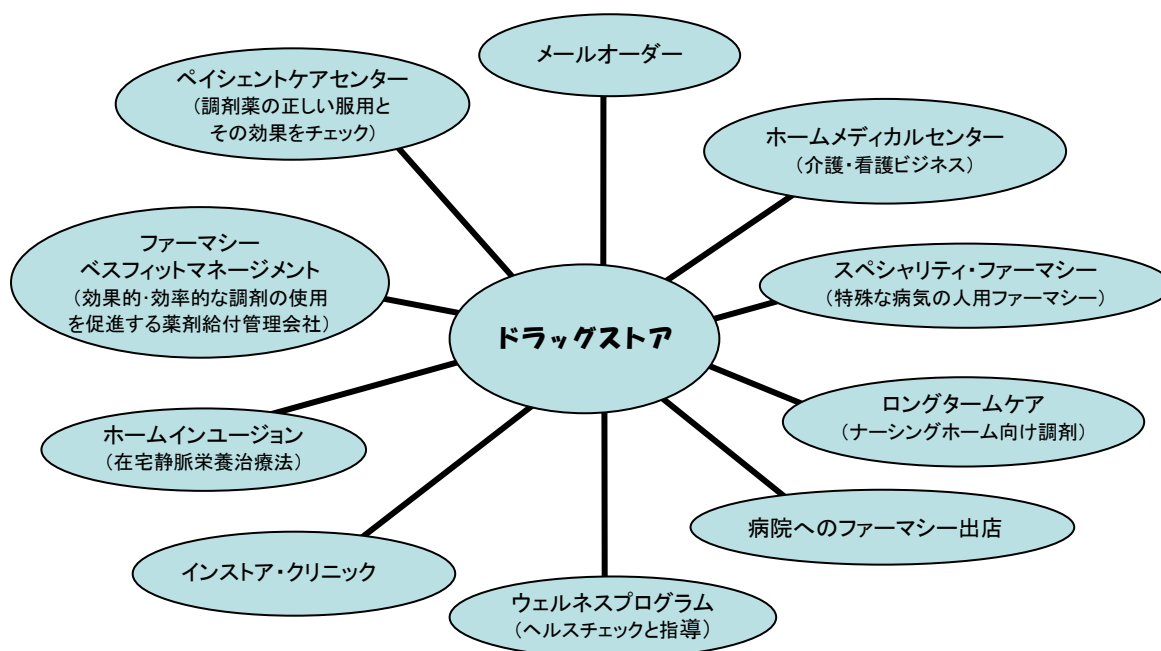 メールオーダー
ペイシェントケアセンター
(調剤薬の正しい服用と
その効果をチェック)
ホームメディカルセンター
(介護・看護ビジネス)
ファーマシー
ベスフィットマネージメント
(効果的・効率的な調剤の使用
を促進する薬剤給付管理会社)
スペシャリティ・ファーマシー
(特殊な病気の人用ファーマシー)
ドラッグストア
ロングタームケア
(ナーシングホーム向け調剤)
ホームインユージョン
(在宅静脈栄養治療法)
病院へのファーマシー出店
インストア・クリニック
ウェルネスプログラム
(ヘルスチェックと指導)